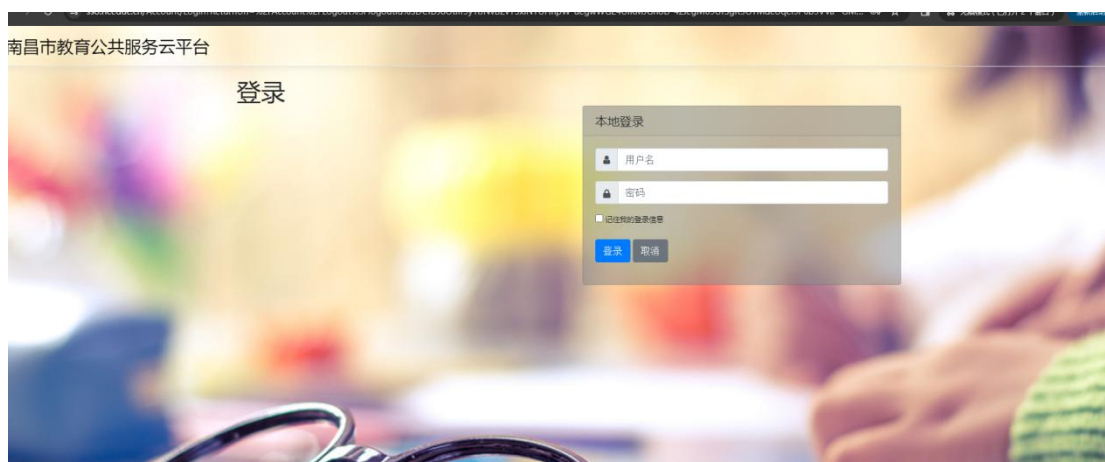 南昌市教育公共服务云平台
登录
本地登录
用户名
密码
记住我的登录信息
登录
取消